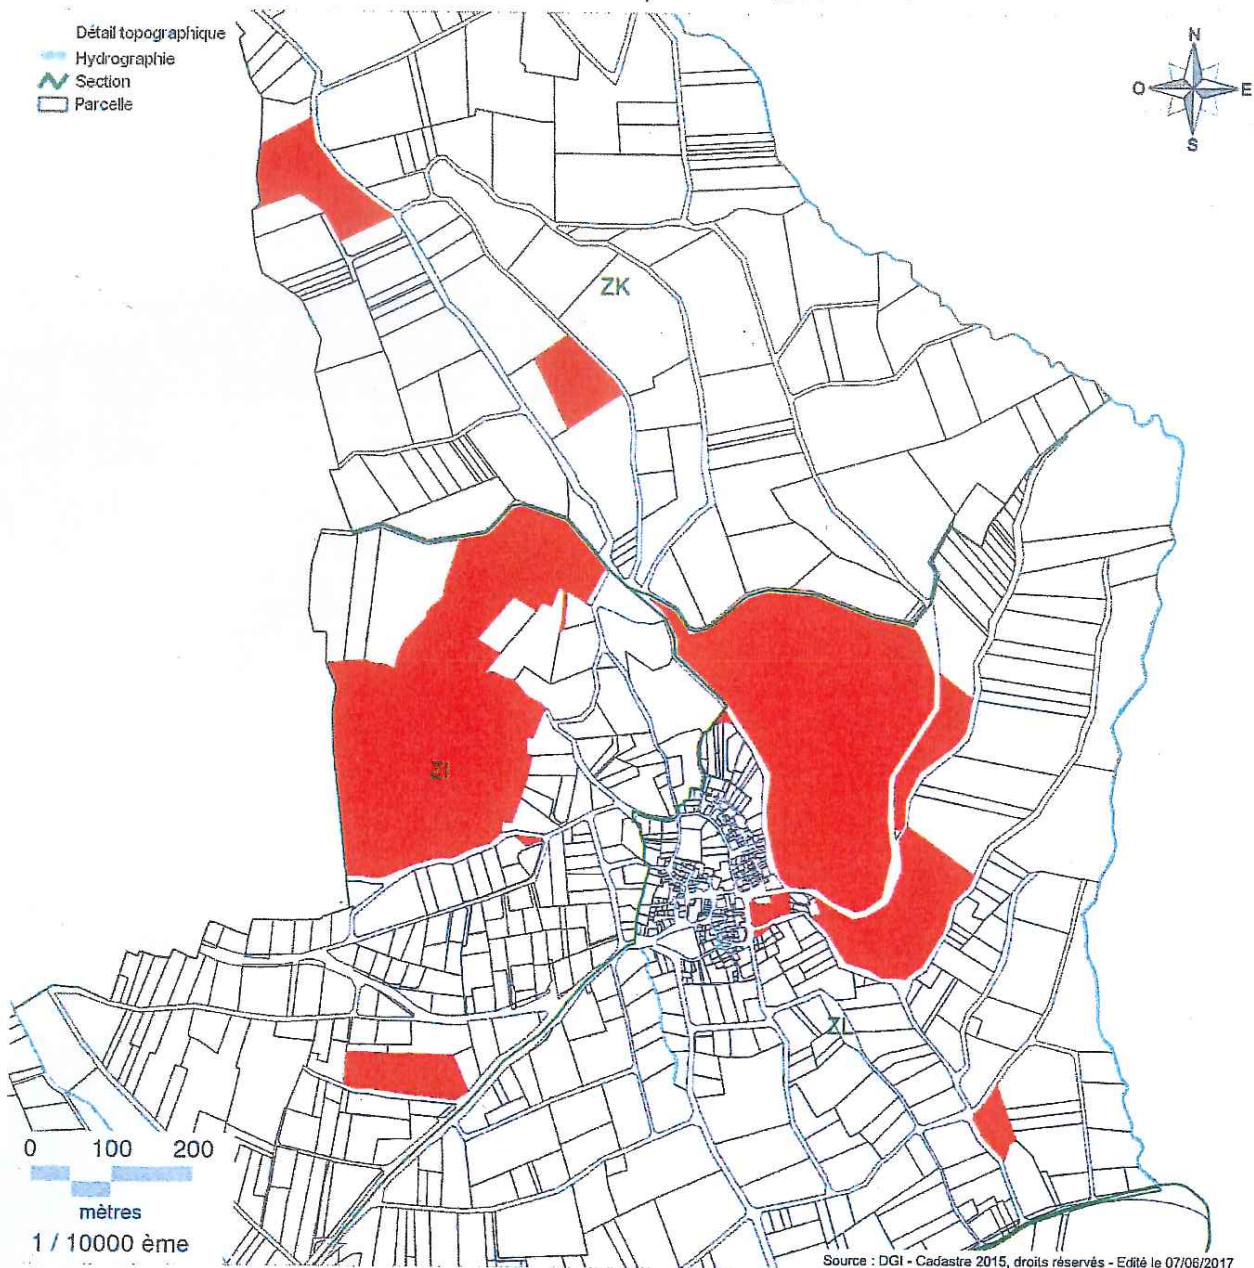 Détail topographique
Hydrographie
Section
Parcelle
N
O
E
S
ZK
ZI
ZL
0 100 200
mètres
1 / 10000 ème
Source : DGI - Cadastre 2015, droits réservés - Edité le 07/06/2017